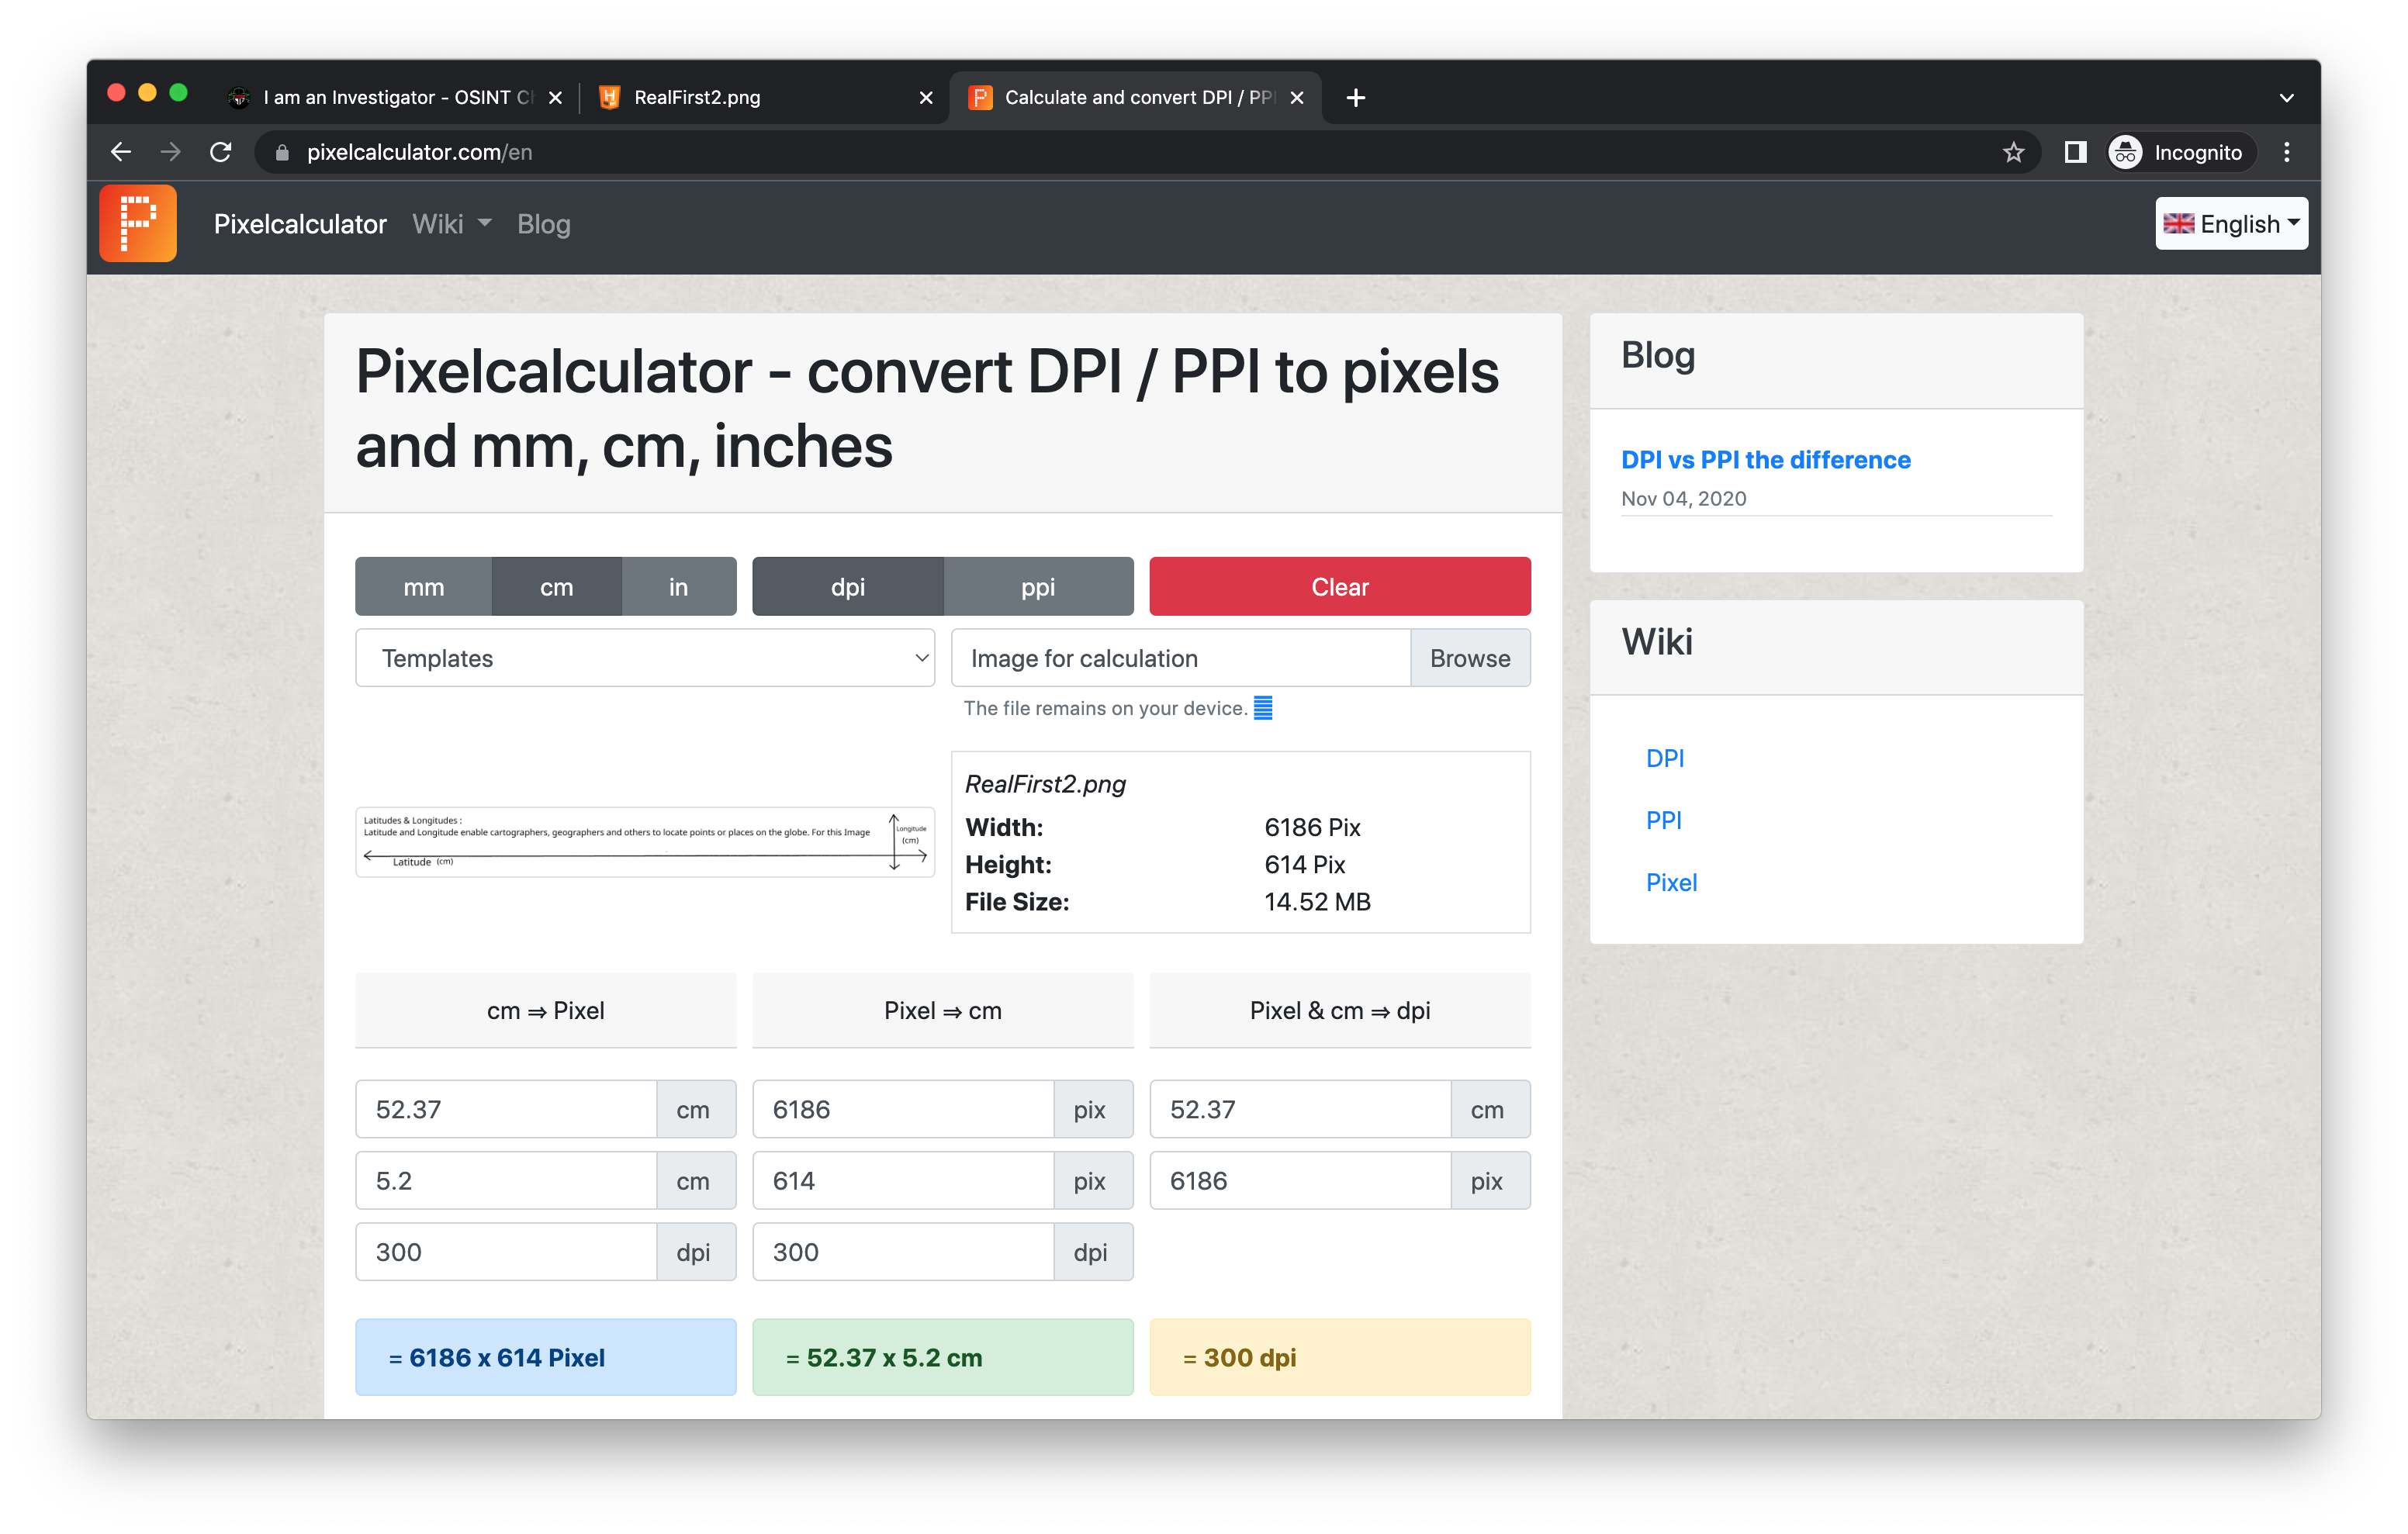 I am an Investigator - OSINT Ch
RealFirst2.png
Calculate and convert DPI / PPI
pixelcalculator.com/en
Incognito
P
Pixelcalculator
Wiki
Blog
English
Pixelcalculator - convert DPI / PPI to pixels
and mm, cm, inches
mm
cm
in
dpi
ppi
Clear
Templates
Image for calculation
Browse
The file remains on your device.
Latitudes & Longitudes :
Latitude and Longitude enable cartographers, geographers and others to locate points or places on the globe. For this Image
Longitude
(cm)
Latitude (cm)
RealFirst2.png
Width: 6186 Pix
Height: 614 Pix
File Size: 14.52 MB
cm ⇒ Pixel
Pixel ⇒ cm
Pixel & cm ⇒ dpi
52.37 cm
6186 pix
52.37 cm
5.2 cm
614 pix
6186 pix
300 dpi
300 dpi
= 6186 x 614 Pixel
= 52.37 x 5.2 cm
= 300 dpi
Blog
DPI vs PPI the difference
Nov 04, 2020
Wiki
DPI
PPI
Pixel